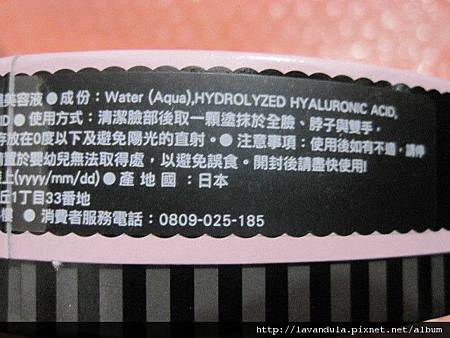 美容液 ● 成份：Water (Aqua),HYDROLYZED HYALURONIC ACID,
● 使用方式：清潔臉部後取一顆塗抹於全臉、脖子與雙手，
存放在0度以下及避免陽光的直射。● 注意事項：使用後如有不適，請停
置於嬰幼兒無法取得處，以避免誤食。開封後請盡快使用!
上(yyyy/mm/dd) ● 產地國：日本
丘1丁目33番地
樓 ● 消費者服務電話：0809-025-185
http://lavandula.pixnet.net/album